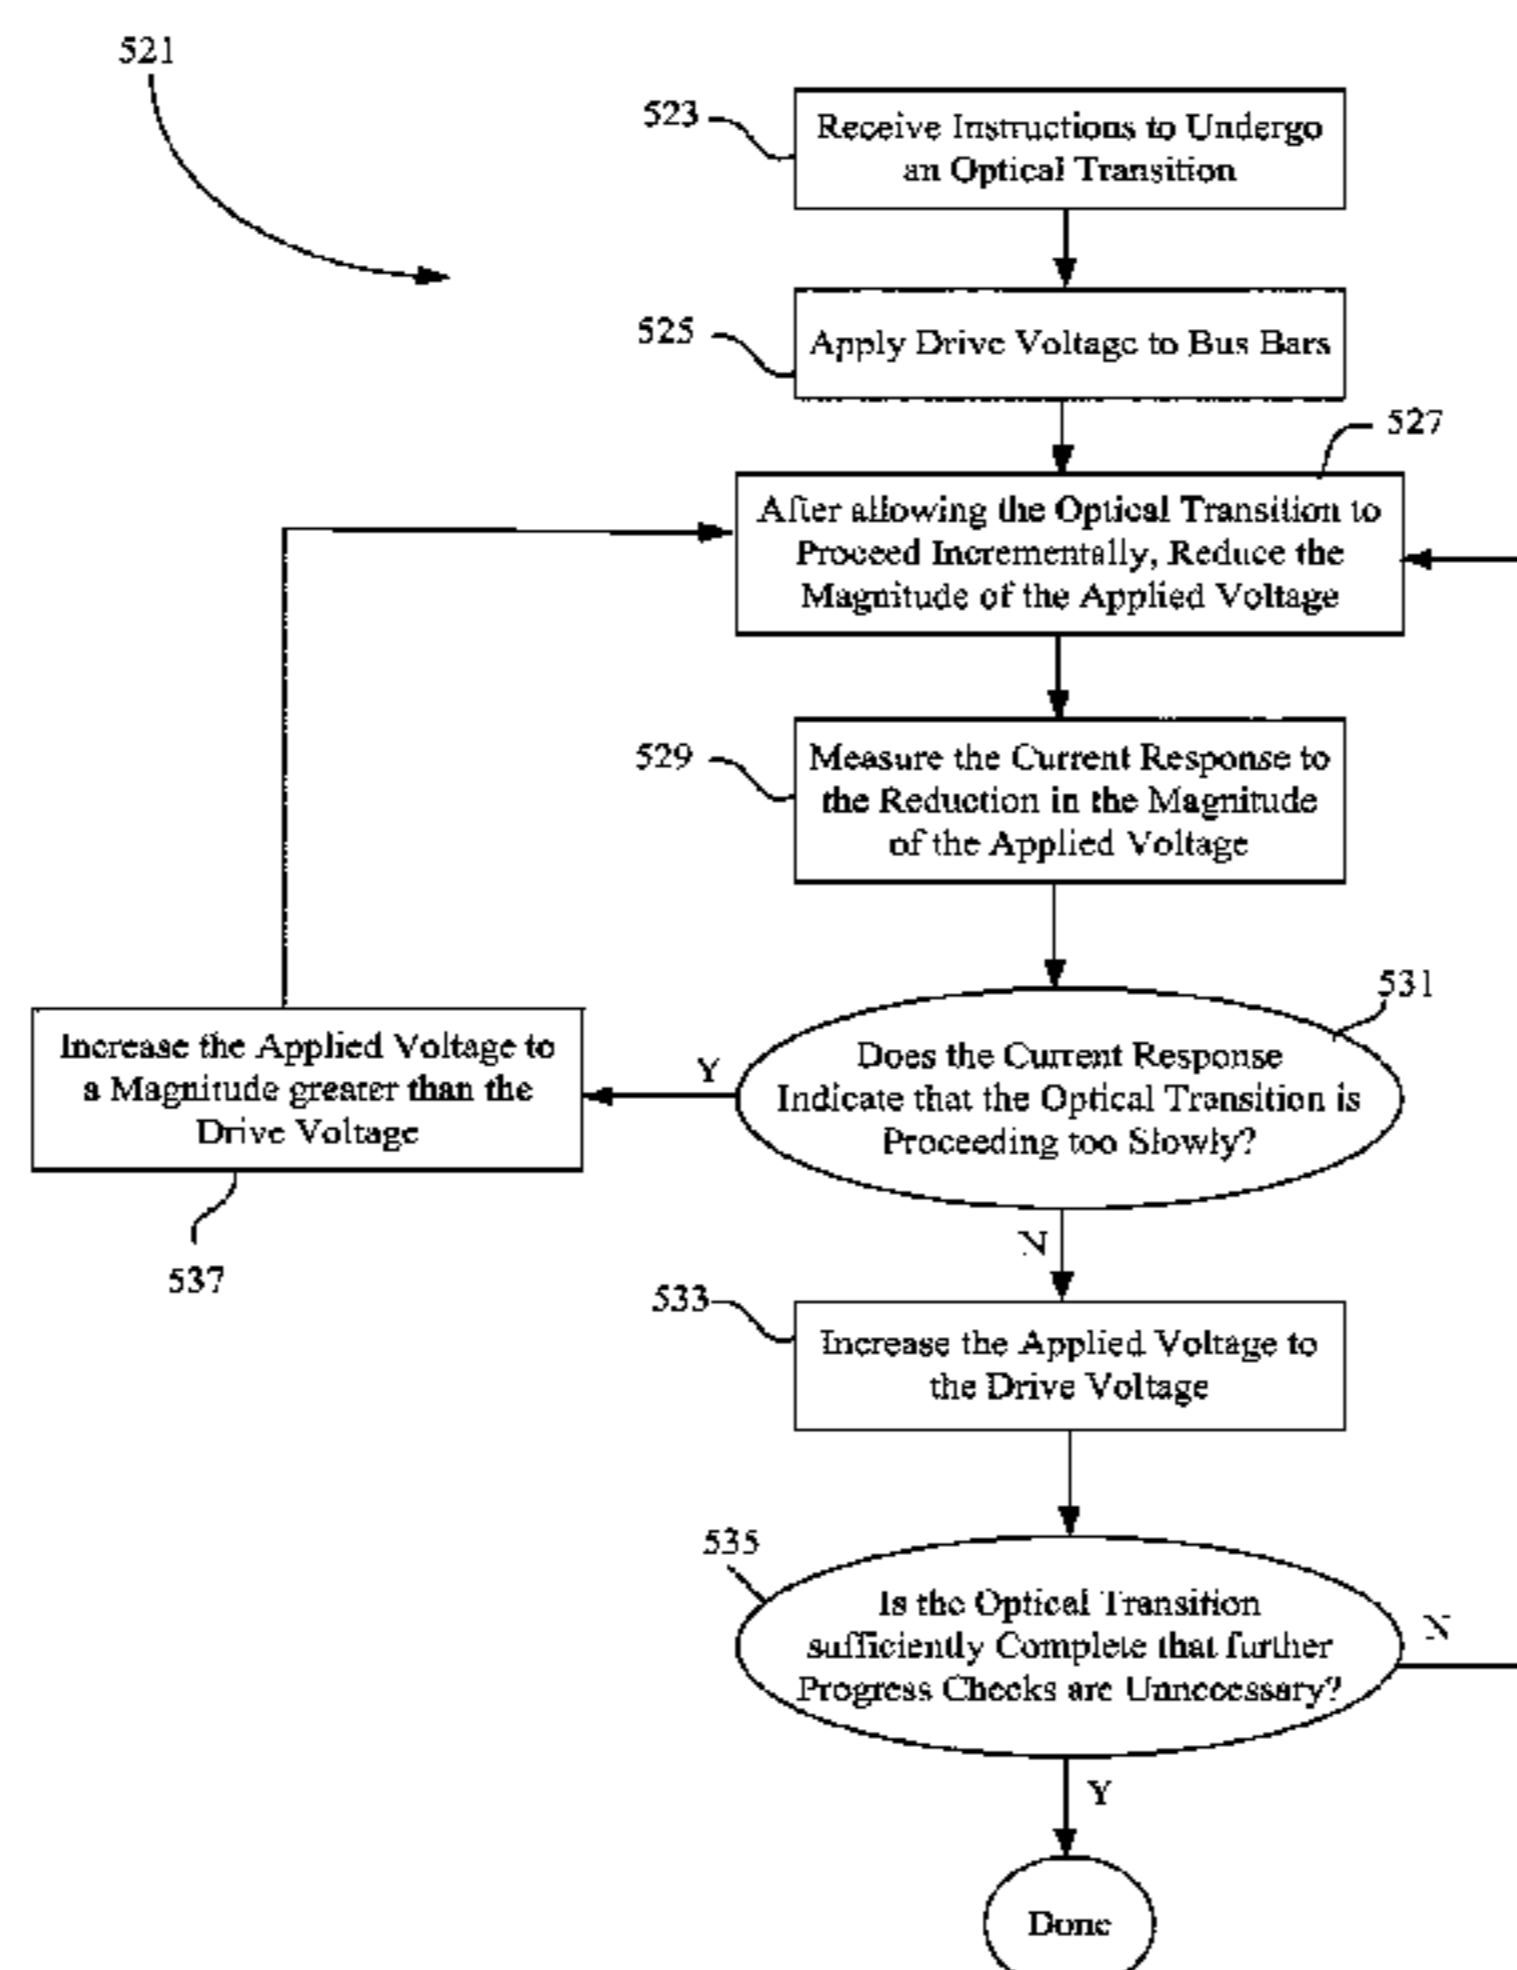 521
523
Receive Instructions to Undergo
an Optical Transition
525
Apply Drive Voltage to Bus Bars
527
After allowing the Optical Transition to
Proceed Incrementally, Reduce the
Magnitude of the Applied Voltage
529
Measure the Current Response to
the Reduction in the Magnitude
of the Applied Voltage
531
Does the Current Response
Indicate that the Optical Transition is
Proceeding too Slowly?
Y
Increase the Applied Voltage to
a Magnitude greater than the
Drive Voltage
537
N
533
Increase the Applied Voltage to
the Drive Voltage
535
Is the Optical Transition
sufficiently Complete that further
Progress Checks are Unnecessary?
N
Y
Done